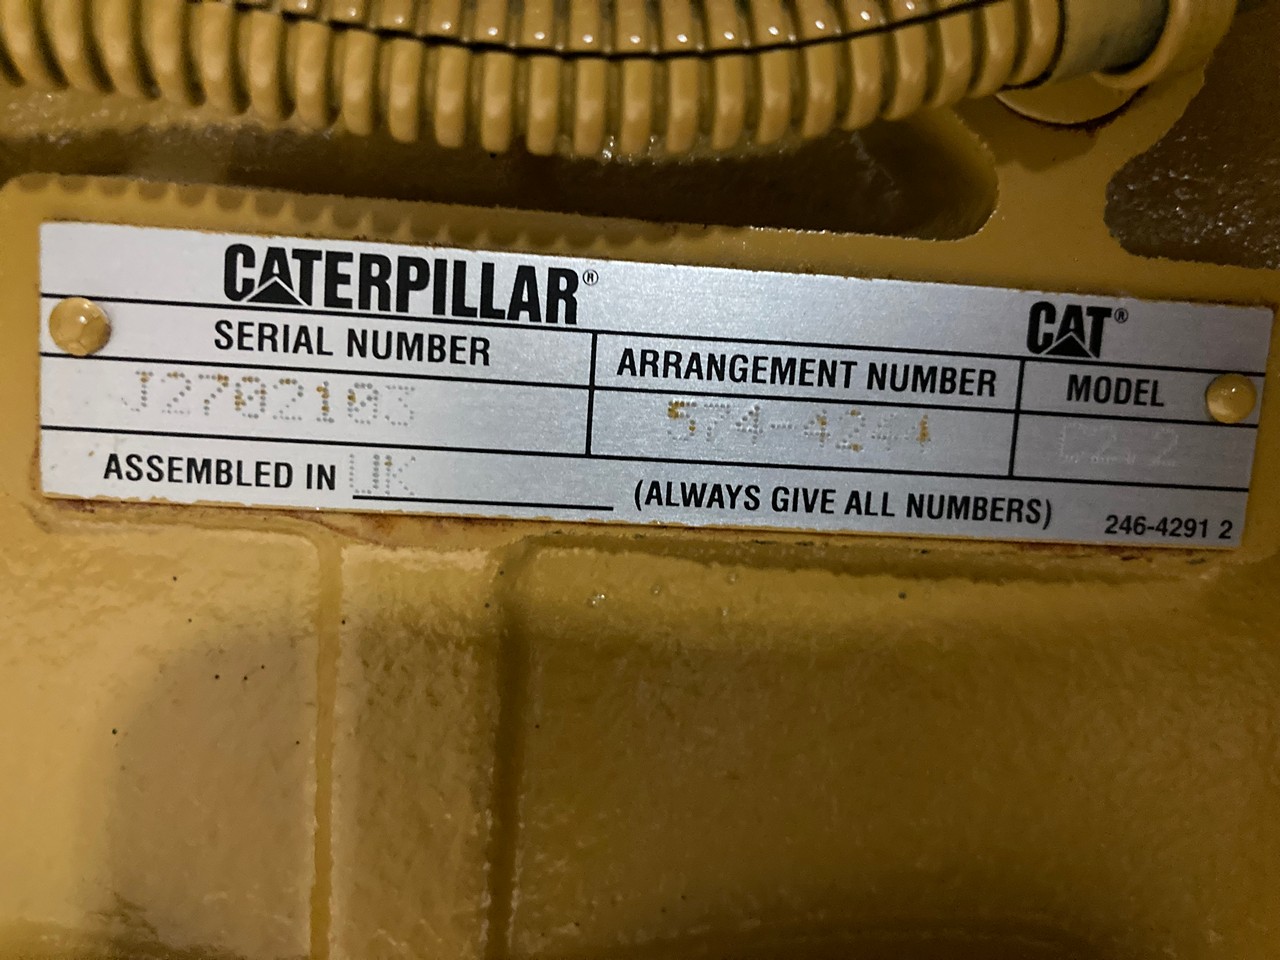 CATERPILLAR®
CAT®
SERIAL NUMBER
ARRANGEMENT NUMBER
MODEL
J2702103
574-4244
C2.2
ASSEMBLED IN UK
(ALWAYS GIVE ALL NUMBERS)
246-4291 2